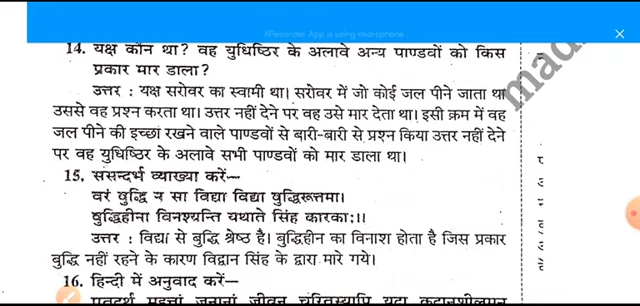 XRecorder App is using microphone
14. यक्ष कौन था? वह युधिष्ठिर के अलावे अन्य पाण्डवों को किस
प्रकार मार डाला?
उत्तर : यक्ष सरोवर का स्वामी था। सरोवर में जो कोई जल पीने जाता था
उससे वह प्रश्न करता था। उत्तर नहीं देने पर वह उसे मार देता था। इसी क्रम में वह
जल पीने की इच्छा रखने वाले पाण्डवों से बारी-बारी से प्रश्न किया उत्तर नहीं देने
पर वह युधिष्ठिर के अलावे सभी पाण्डवों को मार डाला था।
15. संसन्दर्भ व्याख्या करें—
वरं वुद्धि न सा विद्या विद्या वुद्धिरूत्तमा।
बुद्धिहीना विनश्यन्ति यथाते सिंह कारकाः।।
उत्तर : विद्या से बुद्धि श्रेष्ठ है। बुद्धिहीन का विनाश होता है जिस प्रकार
बुद्धि नहीं रहने के कारण विद्वान सिंह के द्वारा मारे गये।
16. हिन्दी में अनुवाद करें—
mad